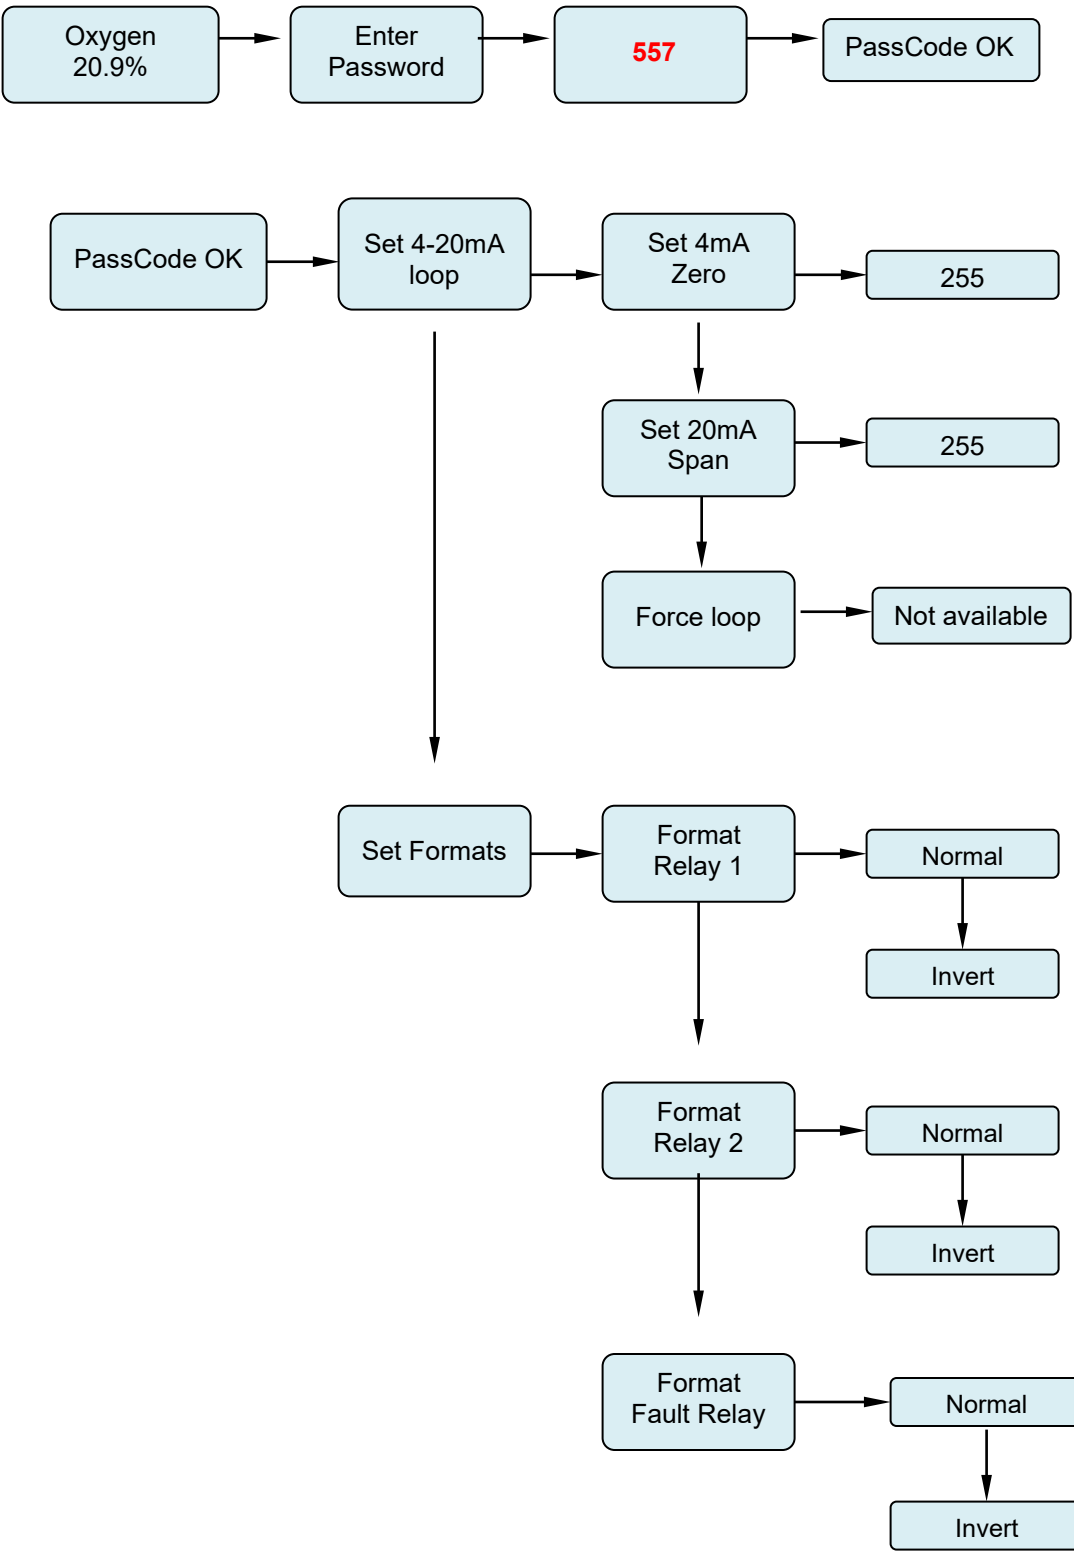 Oxygen
20.9%
Enter
Password
557
PassCode OK
PassCode OK
Set 4-20mA
loop
Set 4mA
Zero
255
Set 20mA
Span
255
Force loop
Not available
Set Formats
Format
Relay 1
Normal
Invert
Format
Relay 2
Normal
Invert
Format
Fault Relay
Normal
Invert